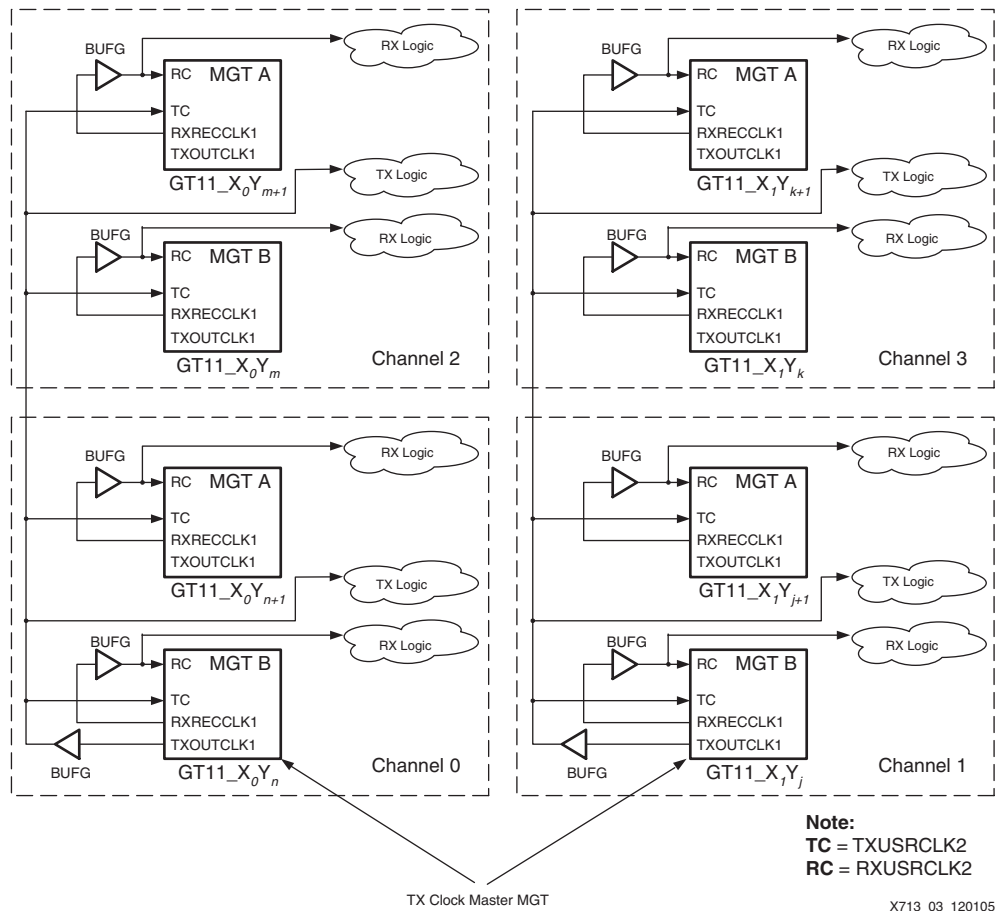 BUFG
RX Logic
RC MGT A
TC
RXRECCLK1
TXOUTCLK1
GT11_X0Ym+1
TX Logic
BUFG
RX Logic
RC MGT B
TC
RXRECCLK1
TXOUTCLK1
GT11_X0Ym
Channel 2
BUFG
RX Logic
RC MGT A
TC
RXRECCLK1
TXOUTCLK1
GT11_X1Yk+1
TX Logic
BUFG
RX Logic
RC MGT B
TC
RXRECCLK1
TXOUTCLK1
GT11_X1Yk
Channel 3
BUFG
RX Logic
RC MGT A
TC
RXRECCLK1
TXOUTCLK1
GT11_X0Yn+1
TX Logic
BUFG
RX Logic
RC MGT B
TC
RXRECCLK1
TXOUTCLK1
BUFG
GT11_X0Yn
Channel 0
BUFG
RX Logic
RC MGT A
TC
RXRECCLK1
TXOUTCLK1
GT11_X1Yj+1
TX Logic
BUFG
RX Logic
RC MGT B
TC
RXRECCLK1
TXOUTCLK1
BUFG
GT11_X1Yj
Channel 1
Note:
TC = TXUSRCLK2
RC = RXUSRCLK2
TX Clock Master MGT
X713_03_120105